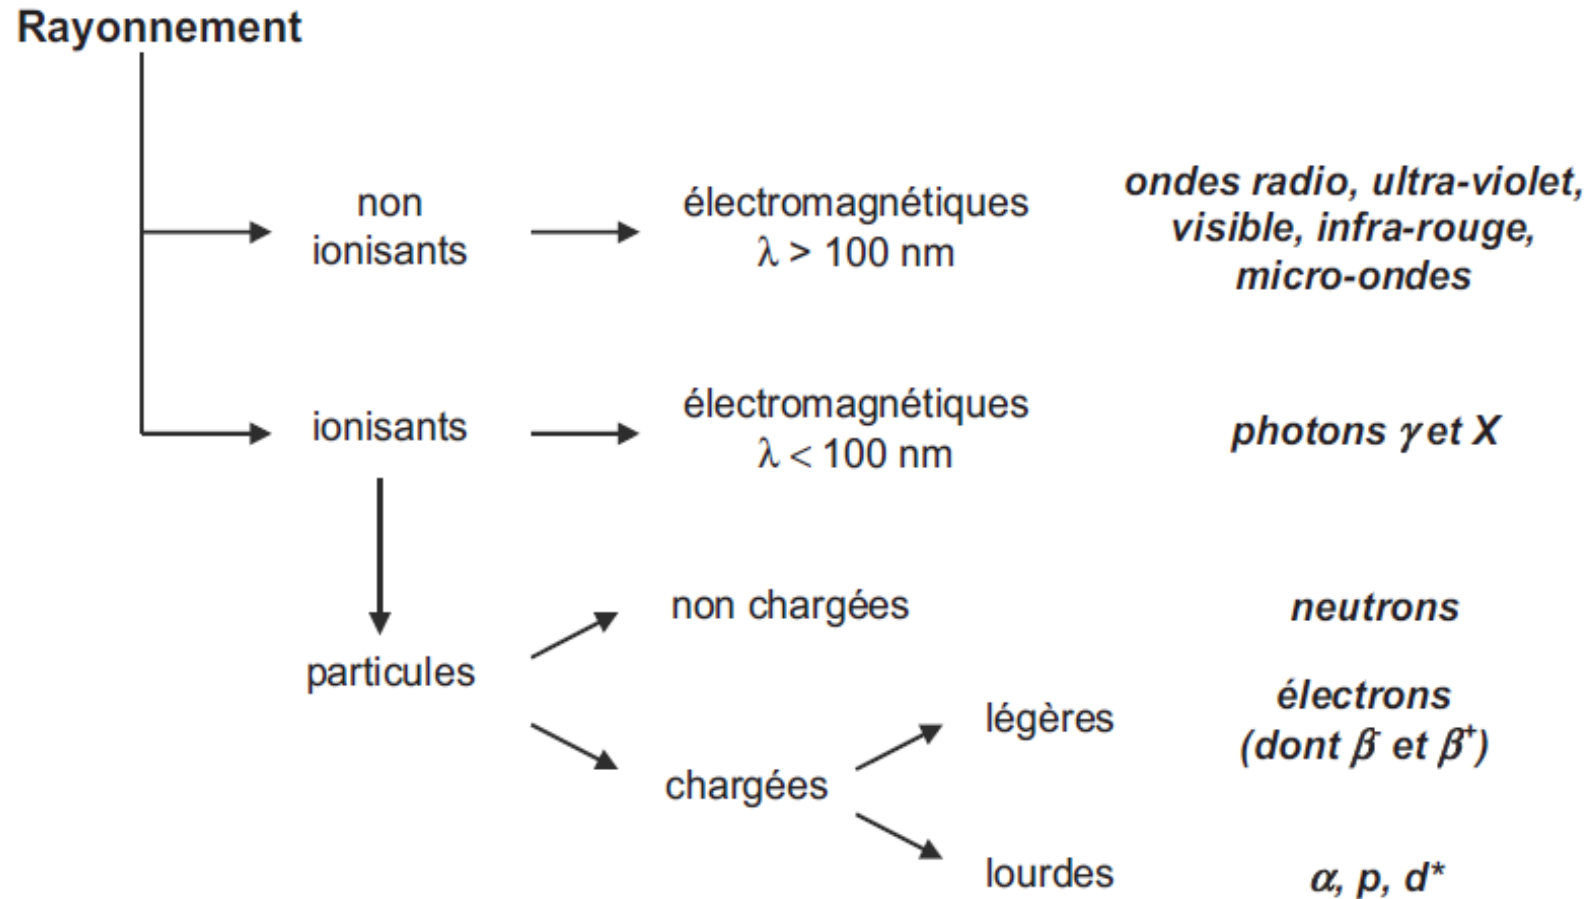 Rayonnement
non
ionisants
électromagnétiques
λ > 100 nm
ondes radio, ultra-violet,
visible, infra-rouge,
micro-ondes
ionisants
électromagnétiques
λ < 100 nm
photons γ et X
particules
non chargées
neutrons
chargées
légères
électrons
(dont β⁻ et β⁺)
lourdes
α, p, d*